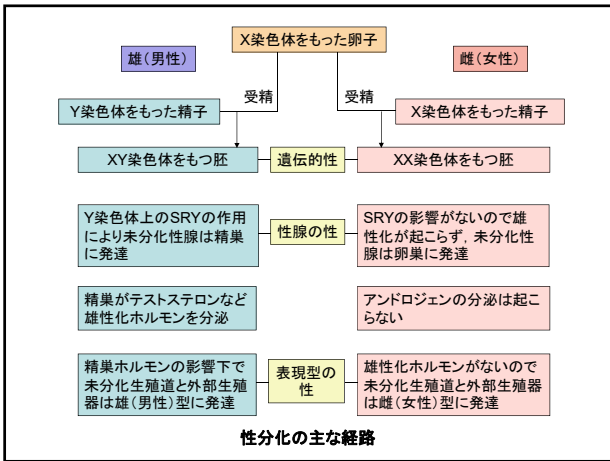 X染色体をもった卵子
雄(男性)
雌(女性)
受精
受精
Y染色体をもった精子
X染色体をもった精子
XY染色体をもつ胚
遺伝的性
XX染色体をもつ胚
Y染色体上のSRYの作用
により未分化性腺は精巣
に発達
性腺の性
SRYの影響がないので雄
性化が起こらず，未分化性
腺は卵巣に発達
精巣がテストステロンなど
雄性化ホルモンを分泌
アンドロジェンの分泌は起こ
らない
精巣ホルモンの影響下で
未分化生殖道と外部生殖
器は雄(男性)型に発達
表現型の
性
雄性化ホルモンがないので
未分化生殖道と外部生殖器
は雌(女性)型に発達
性分化の主な経路